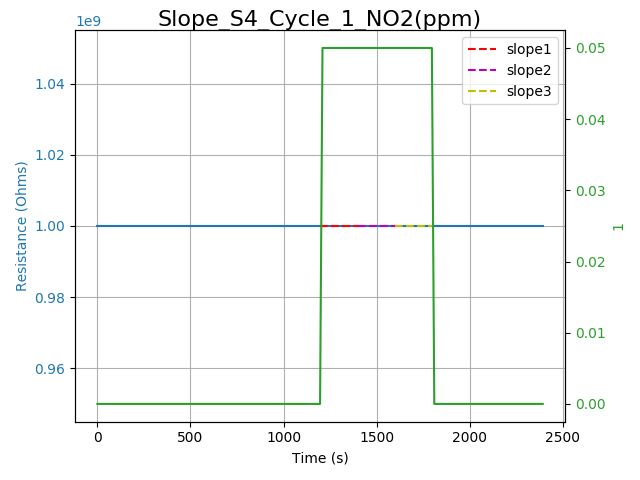 Slope_S4_Cycle_1_NO2(ppm)
1e9
slope1
slope2
slope3
1.04
1.02
1.00
0.98
0.96
Resistance (Ohms)
0.05
0.04
0.03
0.02
0.01
0.00
1
0
500
1000
1500
2000
2500
Time (s)